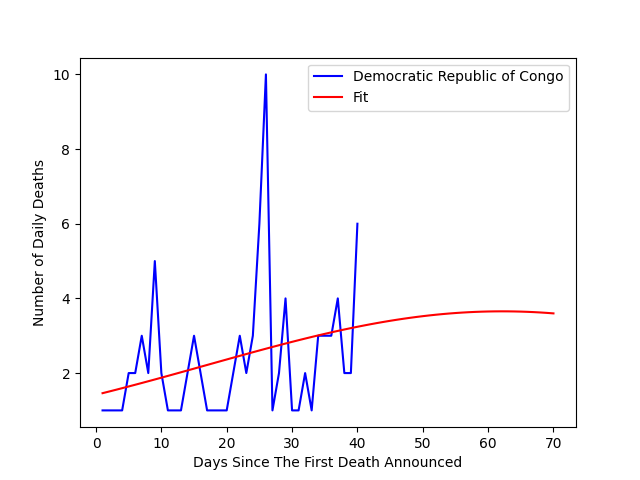 Democratic Republic of Congo
Fit
10
8
6
4
2
Number of Daily Deaths
0 10 20 30 40 50 60 70
Days Since The First Death Announced